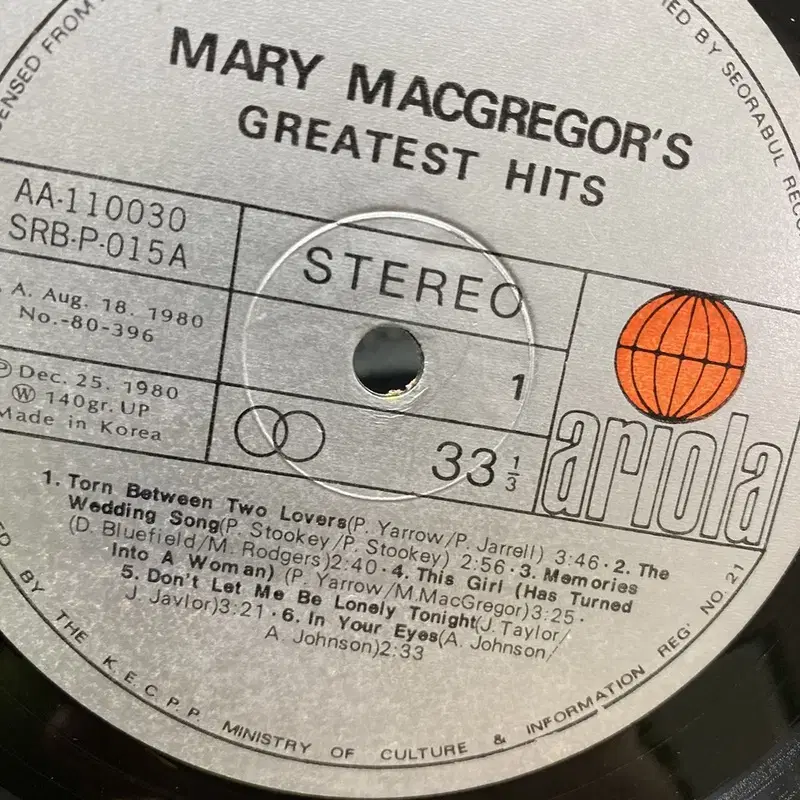 MARY MACGREGOR'S
GREATEST HITS
ENSED FROM
ED BY SEORABUL REC
AA-110030
SRB-P-015A
STEREO
A. Aug. 18. 1980
No.-80-396
Ⓟ Dec. 25. 1980
Ⓦ 140gr. UP
Made in Korea
1
33 1/3
ariola
1. Torn Between Two Lovers(P. Yarrow/P. Jarrell) 3:46 · 2. The
Wedding Song(P. Stookey/P. Stookey) 2:56 · 3. Memories
(D. Bluefield/M. Rodgers)2:40 · 4. This Girl (Has Turned
Into A Woman) (P. Yarrow/M.MacGregor)3:25 ·
5. Don't Let Me Be Lonely Tonight(J. Taylor/
J. Javlor)3:21 · 6. In Your Eyes(A. Johnson/
A. Johnson)2:33
ED BY THE K.E.C.P.P. MINISTRY OF CULTURE & INFORMATION REG' NO. 21